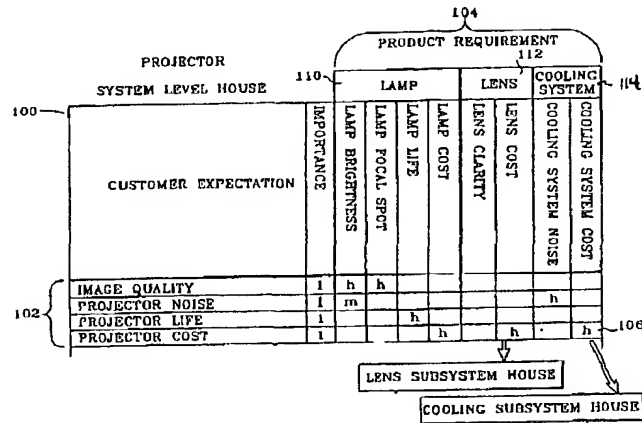 104
PRODUCT REQUIREMENT
PROJECTOR
SYSTEM LEVEL HOUSE
110
112
114
LAMP
LENS
COOLING SYSTEM
100
CUSTOMER EXPECTATION
IMPORTANCE
LAMP BRIGHTNESS
LAMP FOCAL SPOT
LAMP LIFE
LAMP COST
LENS CLARITY
LENS COST
COOLING SYSTEM NOISE
COOLING SYSTEM COST
102
IMAGE QUALITY 1 h h
PROJECTOR NOISE 1 m h
PROJECTOR LIFE 1 h
PROJECTOR COST 1 h h h
106
LENS SUBSYSTEM HOUSE
COOLING SUBSYSTEM HOUSE